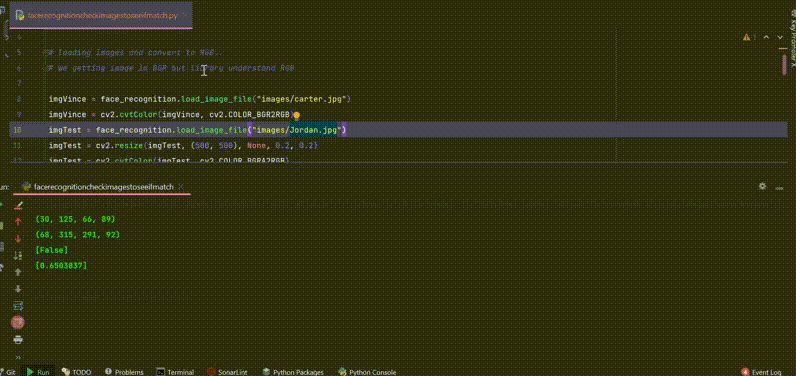 facerecognitioncheckimagestoseeifmatch.py
1
5 # loading images and convert to RGB..
6 # we getting image in BGR but library understand RGB
7
8 imgVince = face_recognition.load_image_file("images/carter.jpg")
9 imgVince = cv2.cvtColor(imgVince, cv2.COLOR_BGR2RGB)
10 imgTest = face_recognition.load_image_file("images/Jordan.jpg")
11 imgTest = cv2.resize(imgTest, (500, 500), None, 0.2, 0.2)
12 imgTest = cv2.cvtColor(imgTest, cv2.COLOR_BGRA2RGB)
Key Promoter X
un: facerecognitioncheckimagestoseeifmatch
(30, 125, 66, 89)
(68, 315, 291, 92)
[False]
[0.6503837]
Git Run TODO Problems Terminal SonarLint Python Packages Python Console Event Log